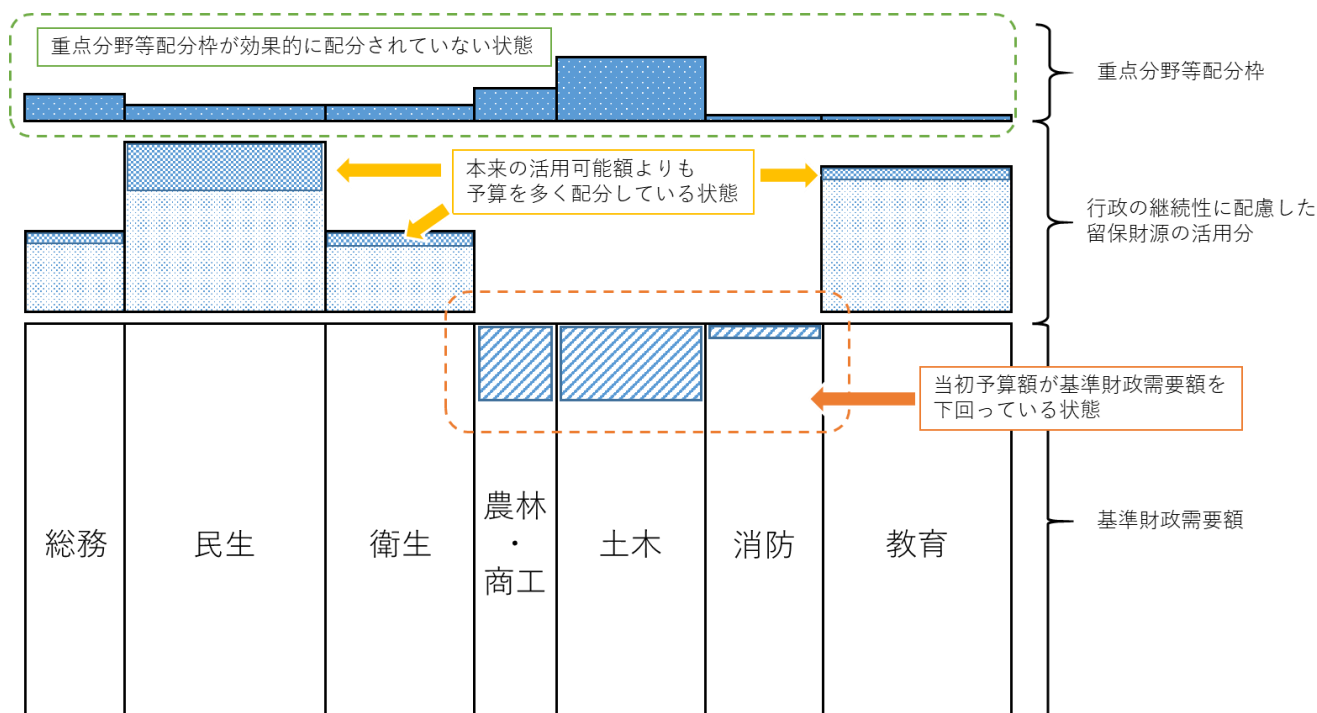 重点分野等配分枠が効果的に配分されていない状態
重点分野等配分枠
本来の活用可能額よりも
予算を多く配分している状態
行政の継続性に配慮した
留保財源の活用分
当初予算額が基準財政需要額を
下回っている状態
総務
民生
衛生
農林
・
商工
土木
消防
教育
基準財政需要額